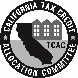 CALIFORNIA TAX CREDIT
TCAC
ALLOCATION COMMITTEE